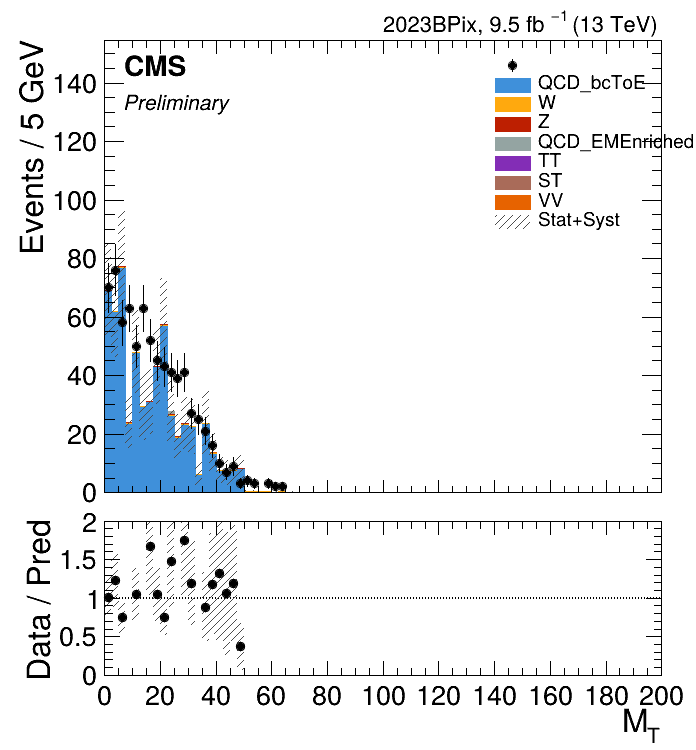 2023BPix, 9.5 fb⁻¹ (13 TeV)
Events / 5 GeV
CMS
Preliminary
QCD_bcToE
W
Z
QCD_EMEnriched
TT
ST
VV
Stat+Syst
140
120
100
80
60
40
20
0
Data / Pred
2
1.5
1
0.5
0
0 20 40 60 80 100 120 140 160 180 200
M_T